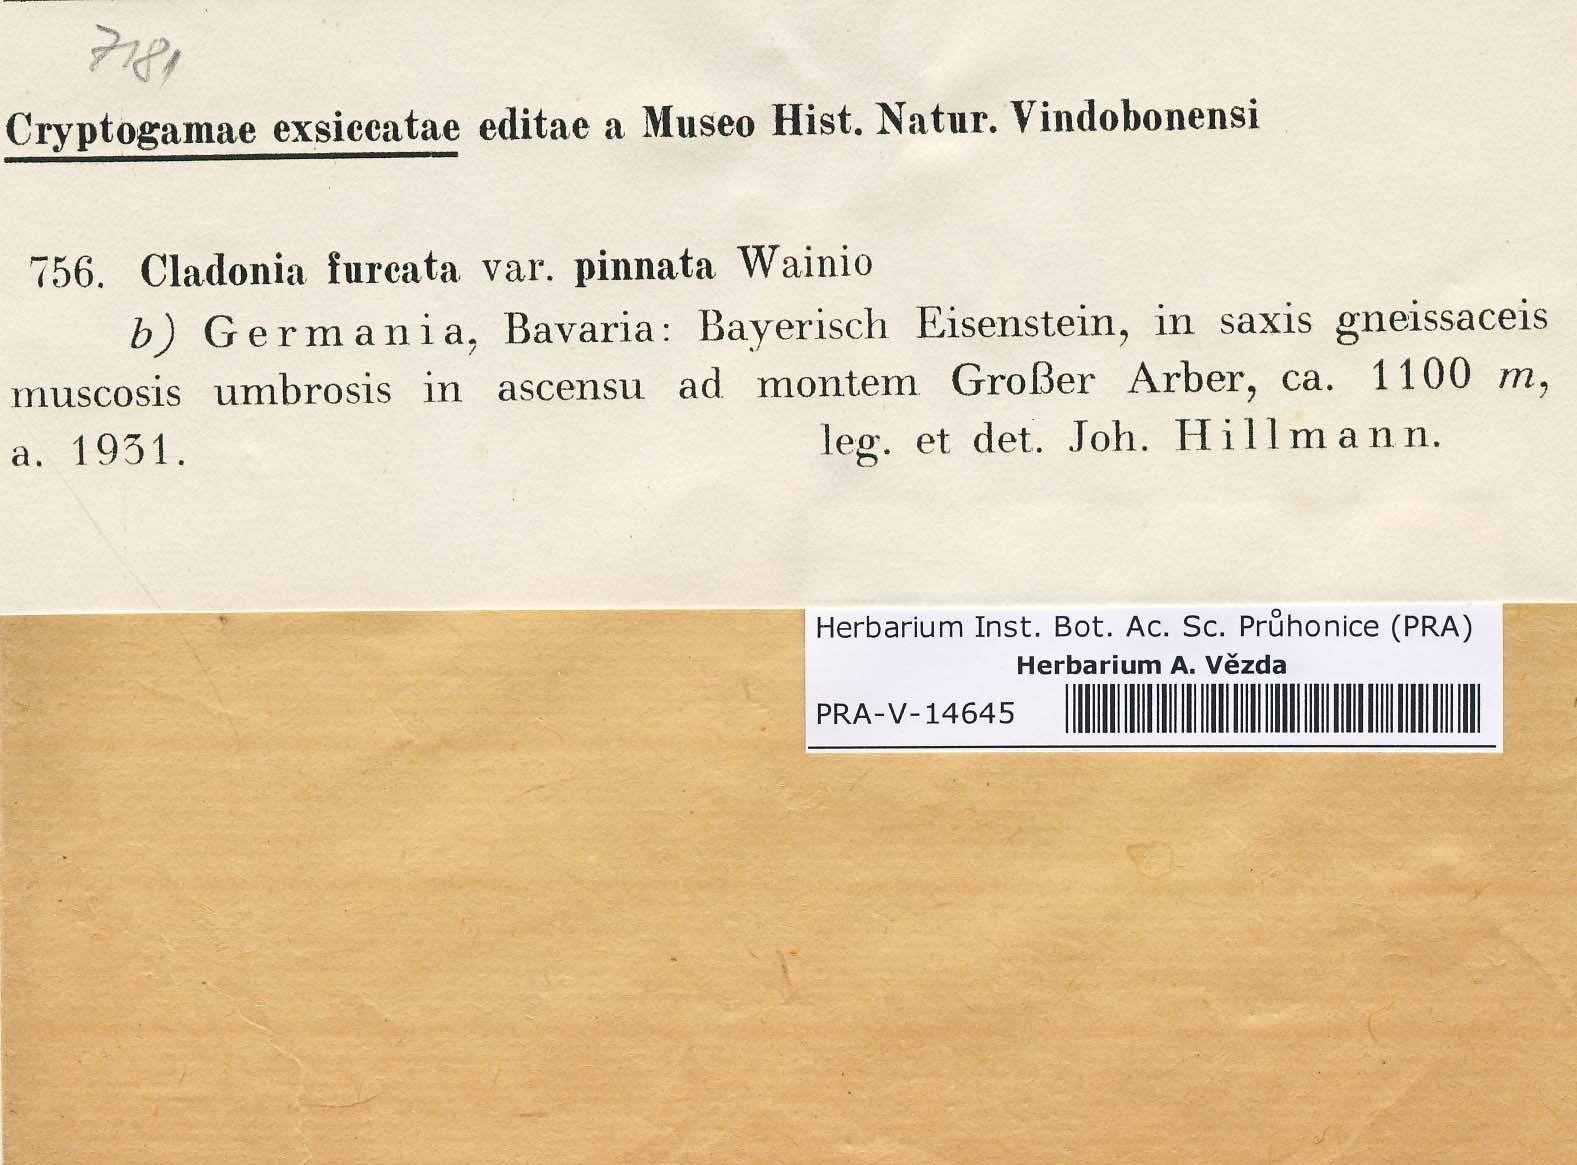 7181
Cryptogamae exsiccatae editae a Museo Hist. Natur. Vindobonensi
756. Cladonia furcata var. pinnata Wainio
b) Germania, Bavaria: Bayerisch Eisenstein, in saxis gneissaceis
muscosis umbrosis in ascensu ad montem Großer Arber, ca. 1100 m,
a. 1931. leg. et det. Joh. Hillmann.
Herbarium Inst. Bot. Ac. Sc. Průhonice (PRA)
Herbarium A. Vězda
PRA-V-14645